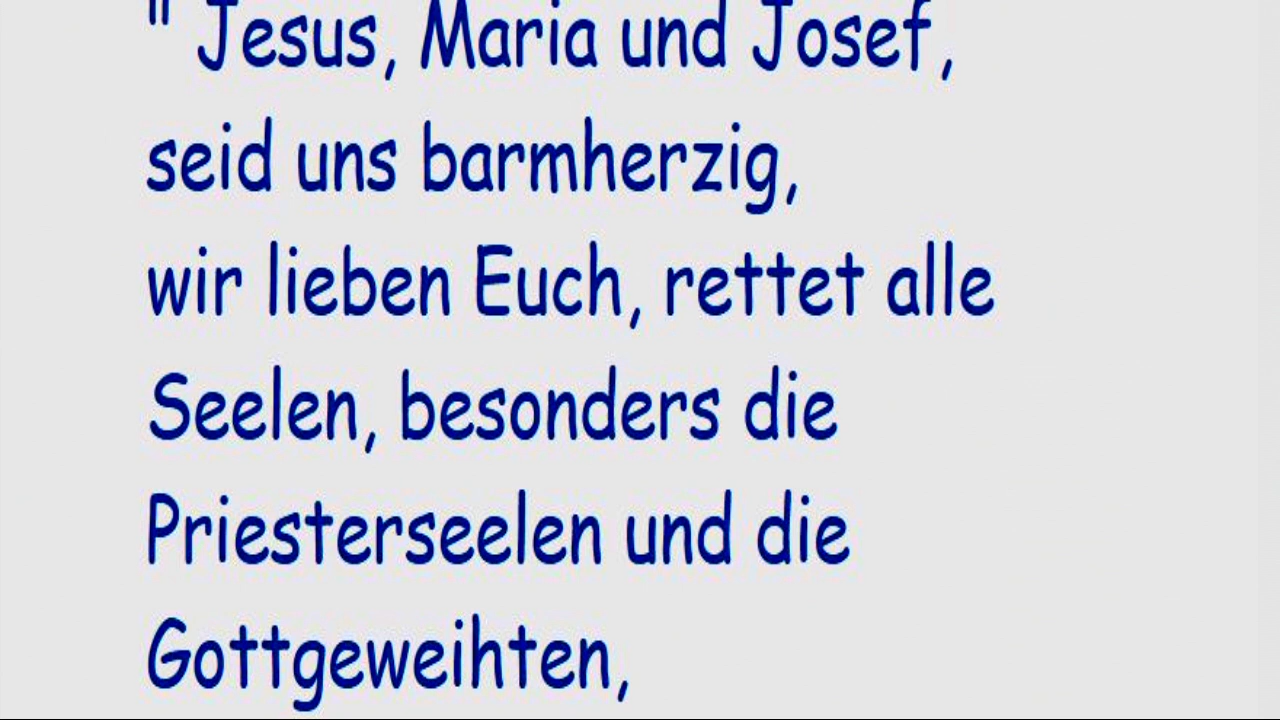 " Jesus, Maria und Josef,
seid uns barmherzig,
wir lieben Euch, rettet alle
Seelen, besonders die
Priesterseelen und die
Gottgeweihten,